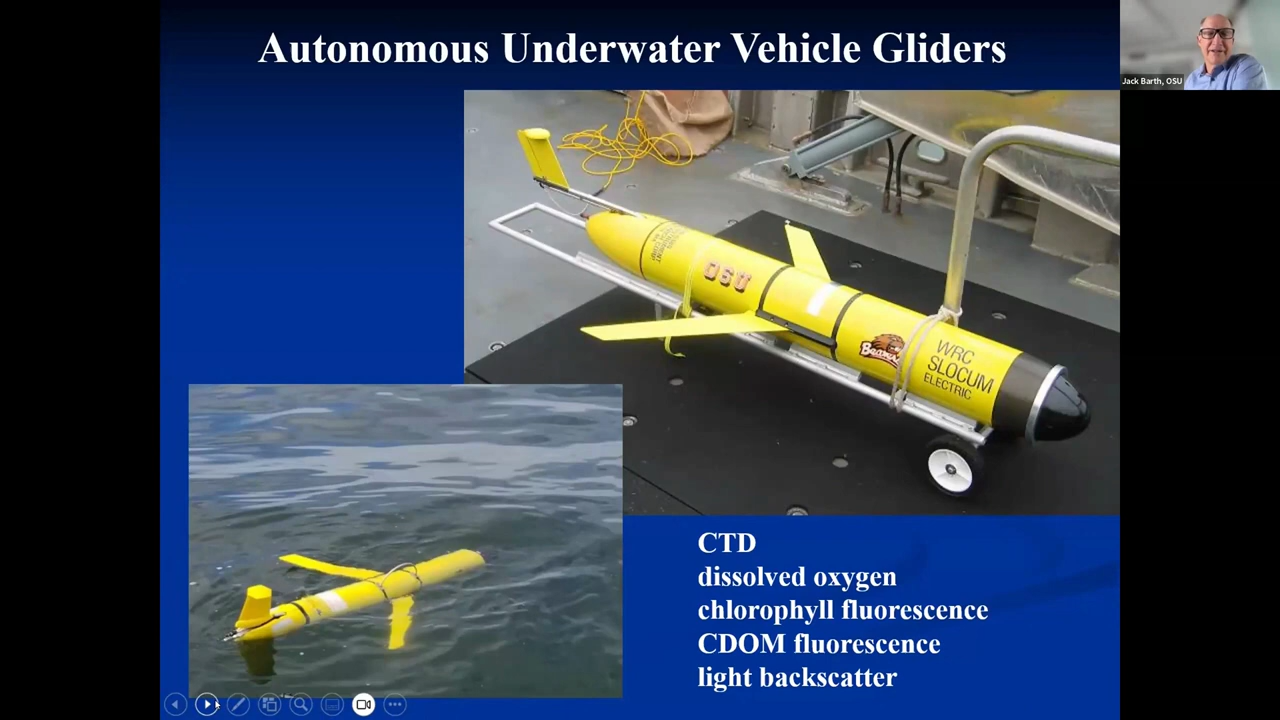 Autonomous Underwater Vehicle Gliders
Jack Barth, OSU
OSU
Beavers
WRC
SLOCUM
ELECTRIC
CTD
dissolved oxygen
chlorophyll fluorescence
CDOM fluorescence
light backscatter